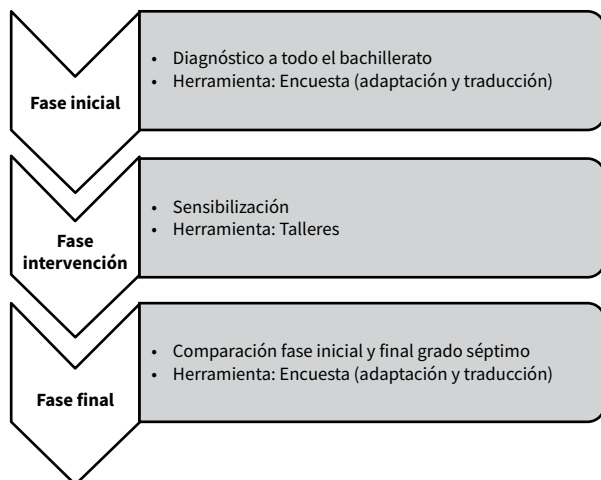 Fase inicial
• Diagnóstico a todo el bachillerato
• Herramienta: Encuesta (adaptación y traducción)
Fase
intervención
• Sensibilización
• Herramienta: Talleres
Fase final
• Comparación fase inicial y final grado séptimo
• Herramienta: Encuesta (adaptación y traducción)